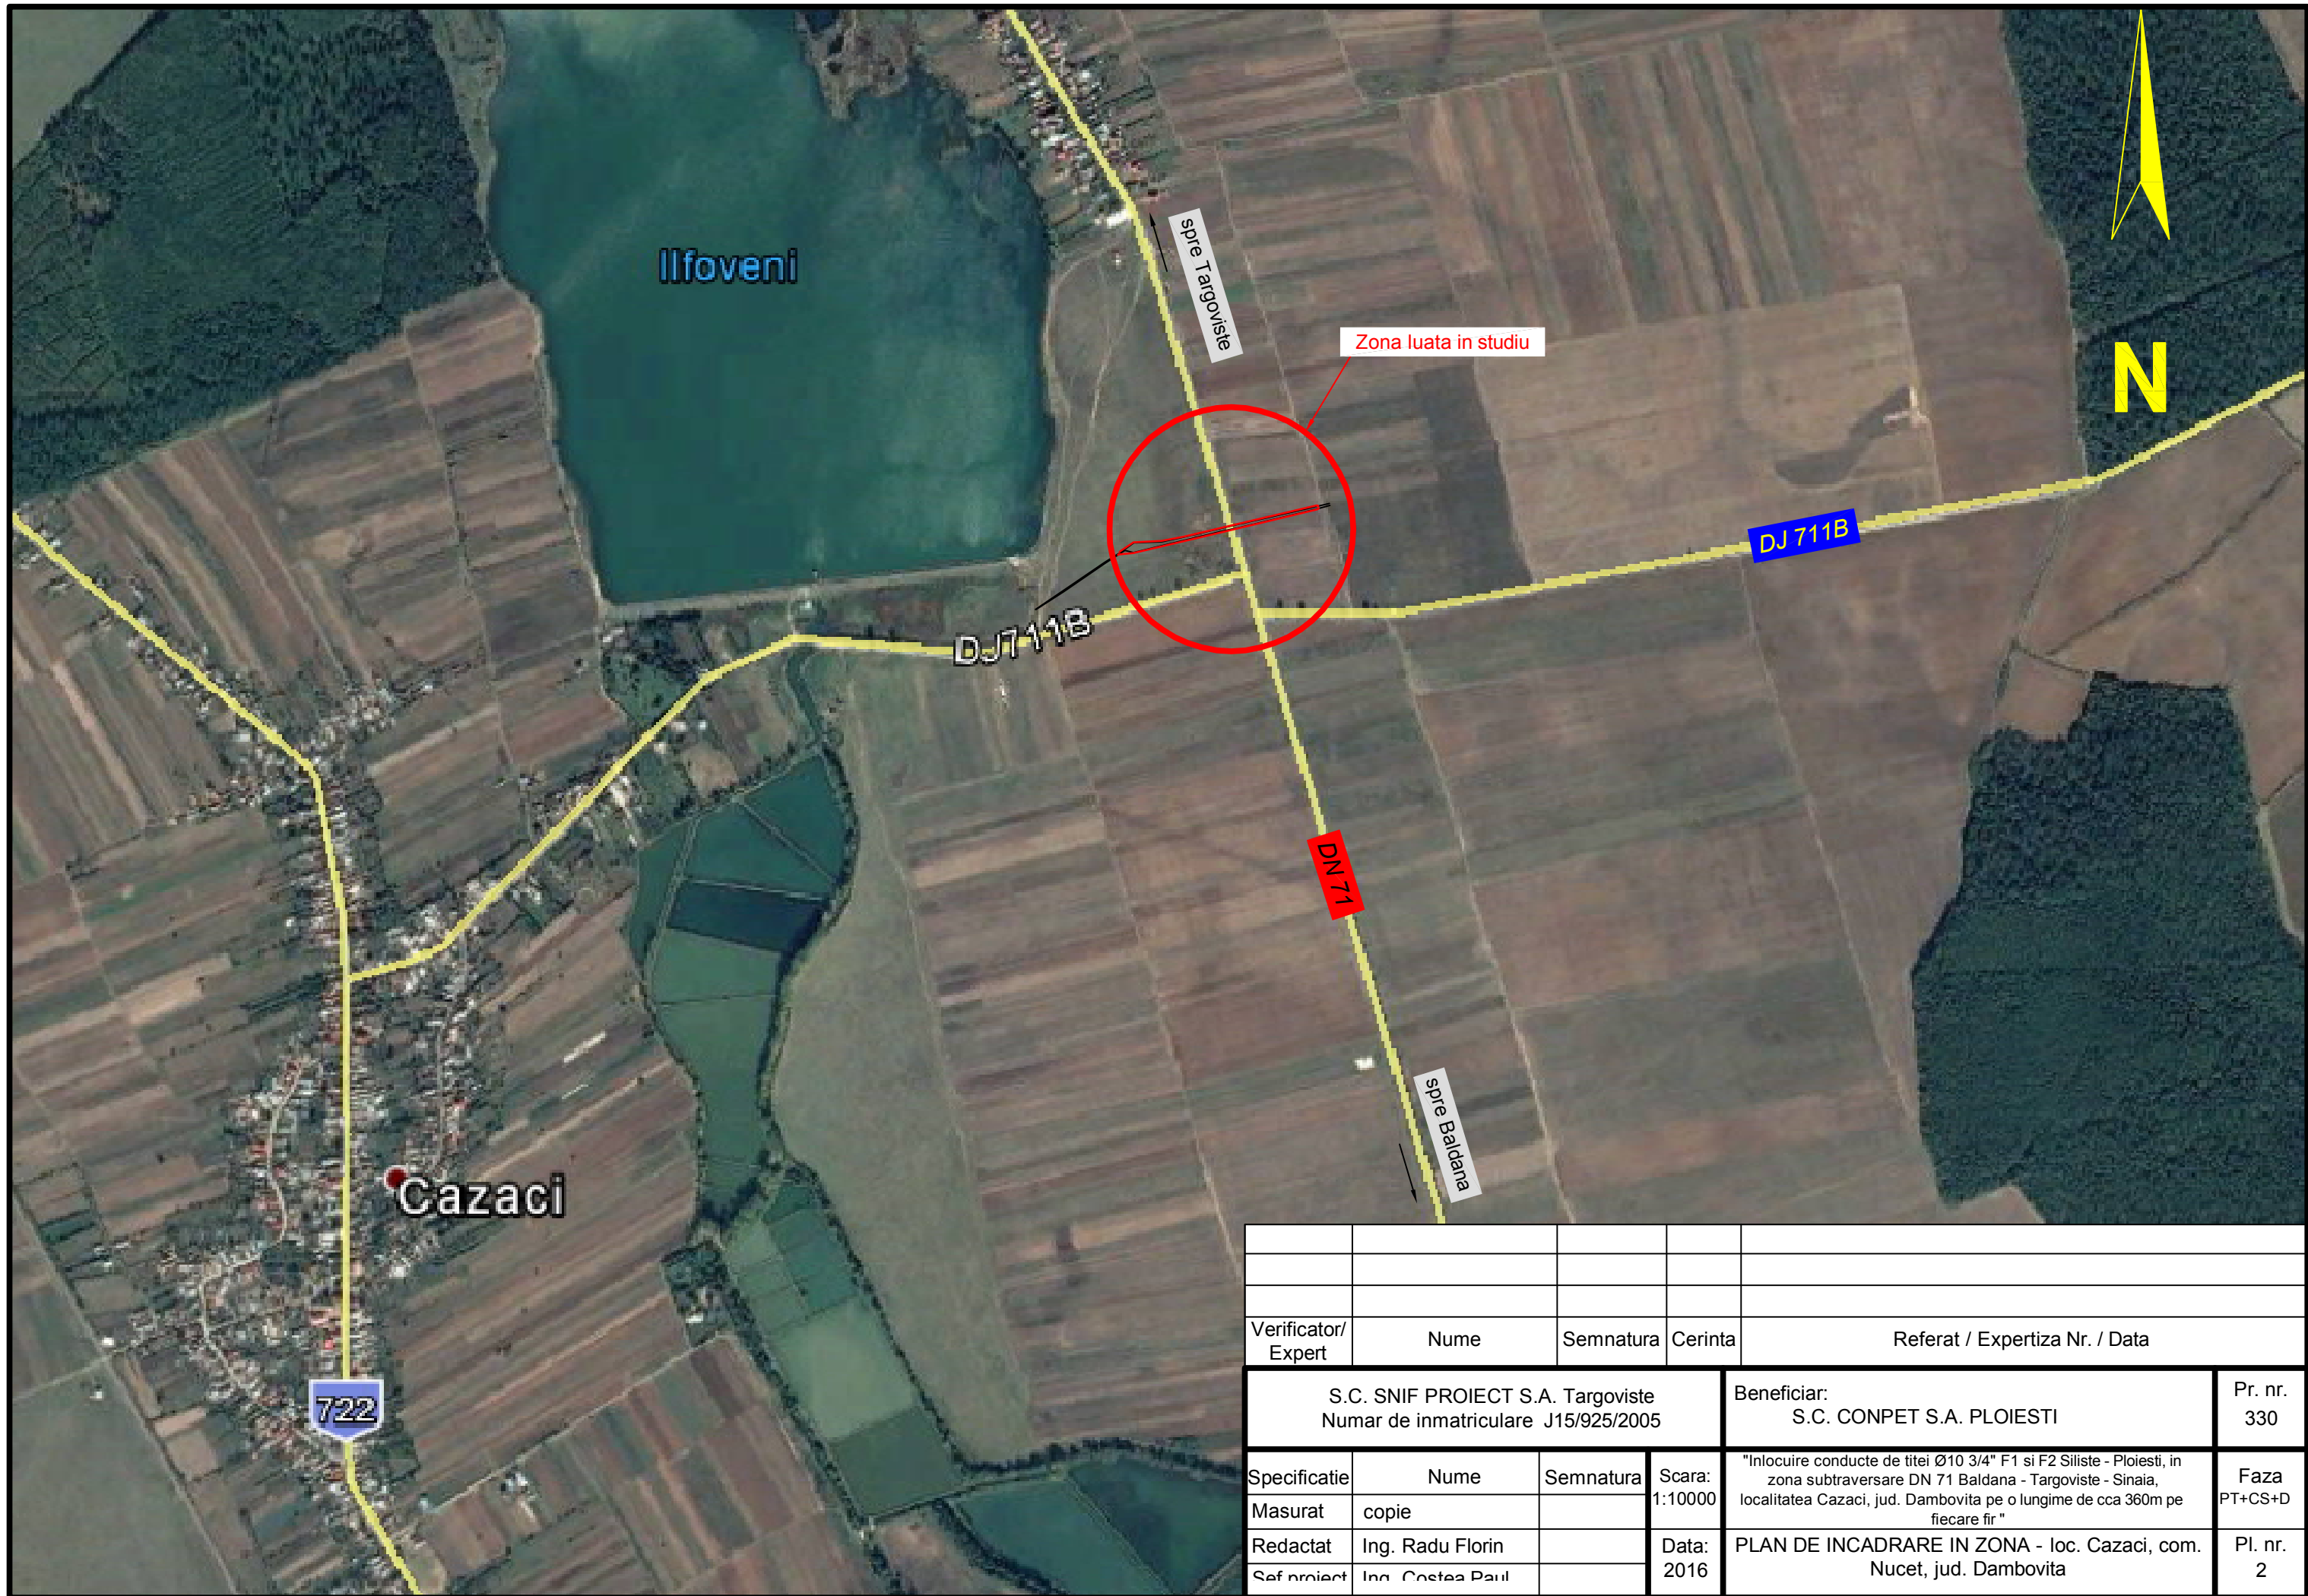 Ilfoveni
spre Targoviste
Zona luata in studiu
N
DJ 711B
DJ711B
DN 71
spre Baldana
Cazaci
722
Verificator/
Expert
Nume
Semnatura
Cerinta
Referat / Expertiza Nr. / Data
S.C. SNIF PROIECT S.A. Targoviste
Numar de inmatriculare J15/925/2005
Beneficiar:
S.C. CONPET S.A. PLOIESTI
Pr. nr.
330
Specificatie
Nume
Semnatura
Scara:
1:10000
"Inlocuire conducte de titei Ø10 3/4" F1 si F2 Siliste - Ploiesti, in
zona subtraversare DN 71 Baldana - Targoviste - Sinaia,
localitatea Cazaci, jud. Dambovita pe o lungime de cca 360m pe
fiecare fir "
Faza
PT+CS+D
Masurat
copie
Redactat
Ing. Radu Florin
Data:
2016
PLAN DE INCADRARE IN ZONA - loc. Cazaci, com.
Nucet, jud. Dambovita
Pl. nr.
2
Sef proiect
Ing. Costea Paul